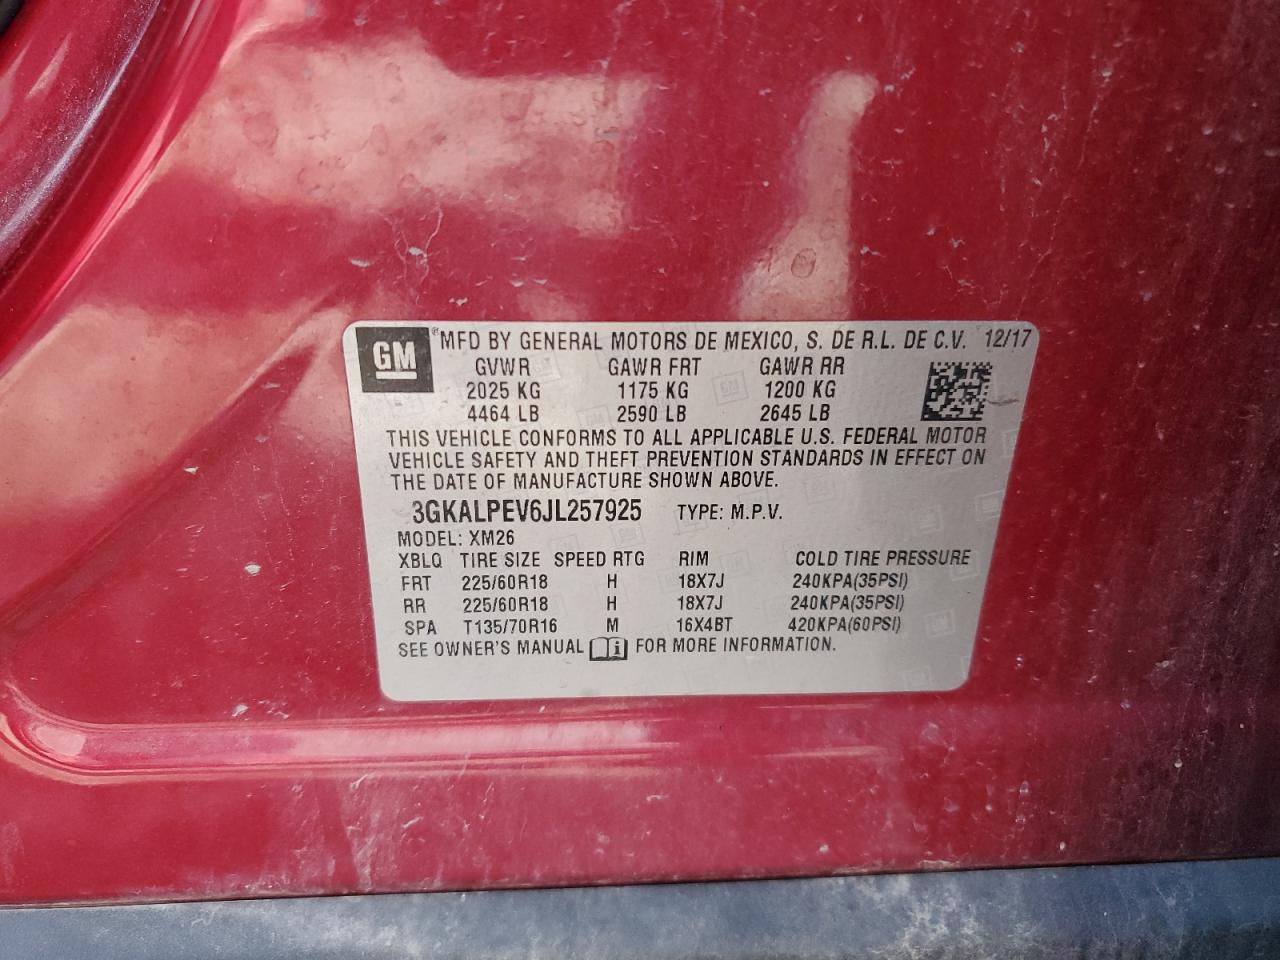 GM ® MFD BY GENERAL MOTORS DE MEXICO, S. DE R.L. DE C.V. 12/17
GVWR GAWR FRT GAWR RR
2025 KG 1175 KG 1200 KG
4464 LB 2590 LB 2645 LB
THIS VEHICLE CONFORMS TO ALL APPLICABLE U.S. FEDERAL MOTOR
VEHICLE SAFETY AND THEFT PREVENTION STANDARDS IN EFFECT ON
THE DATE OF MANUFACTURE SHOWN ABOVE.
3GKALPEV6JL257925 TYPE: M.P.V.
MODEL: XM26
XBLQ TIRE SIZE SPEED RTG RIM COLD TIRE PRESSURE
FRT 225/60R18 H 18X7J 240KPA(35PSI)
RR 225/60R18 H 18X7J 240KPA(35PSI)
SPA T135/70R16 M 16X4BT 420KPA(60PSI)
SEE OWNER'S MANUAL FOR MORE INFORMATION.